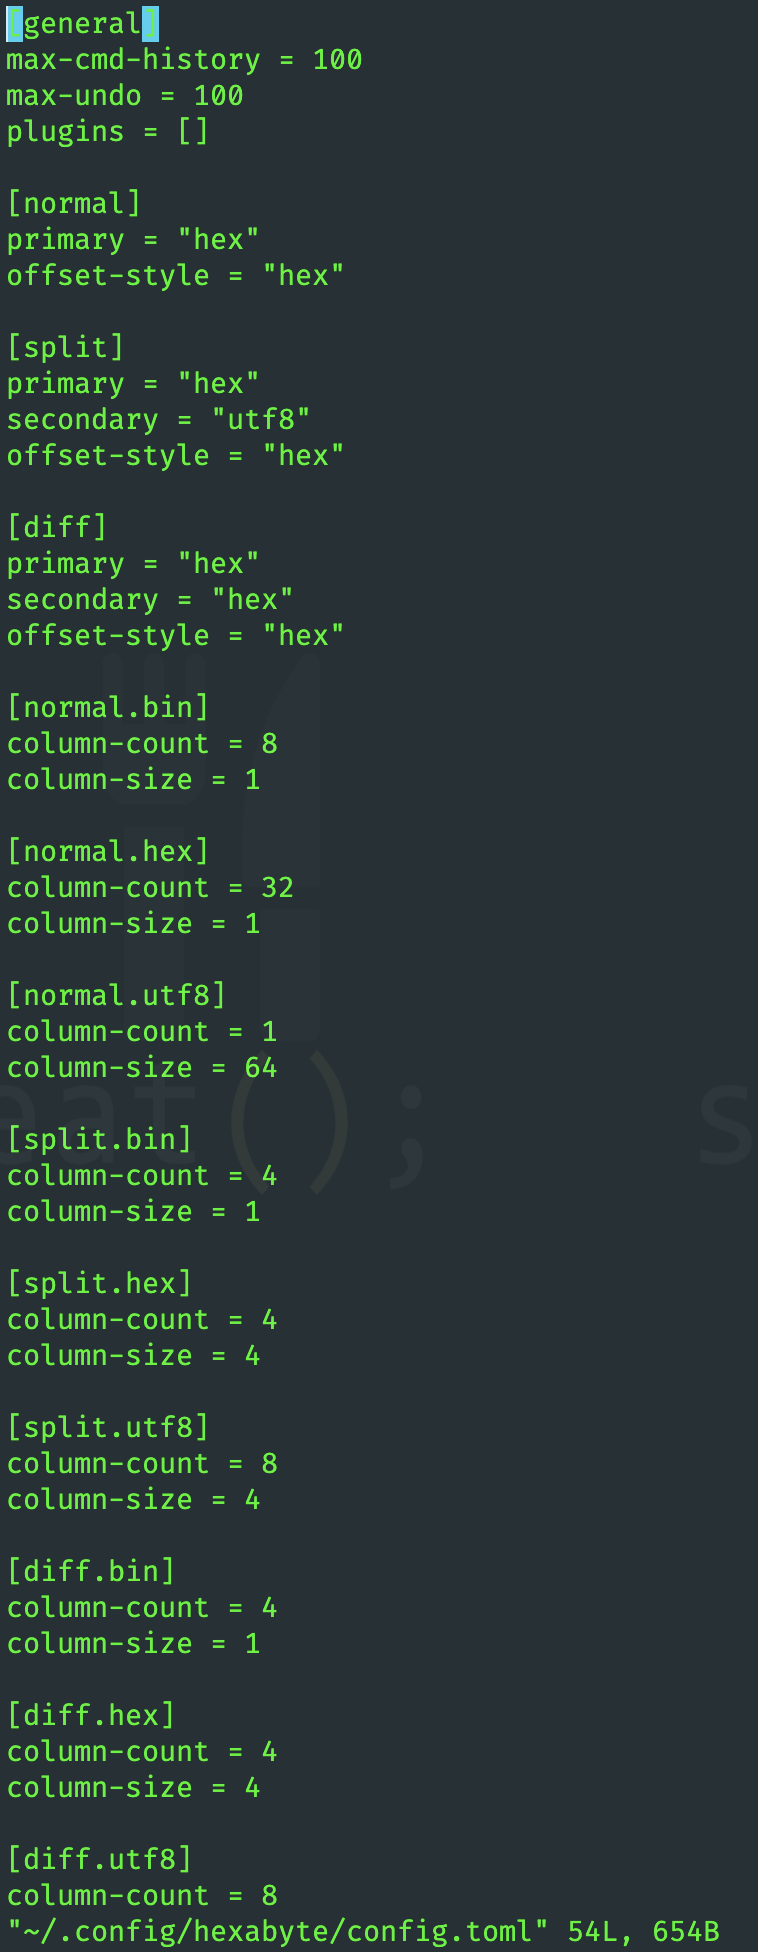 [general]
max-cmd-history = 100
max-undo = 100
plugins = []

[normal]
primary = "hex"
offset-style = "hex"

[split]
primary = "hex"
secondary = "utf8"
offset-style = "hex"

[diff]
primary = "hex"
secondary = "hex"
offset-style = "hex"

[normal.bin]
column-count = 8
column-size = 1

[normal.hex]
column-count = 32
column-size = 1

[normal.utf8]
column-count = 1
column-size = 64
eat(); s

[split.bin]
column-count = 4
column-size = 1

[split.hex]
column-count = 4
column-size = 4

[split.utf8]
column-count = 8
column-size = 4

[diff.bin]
column-count = 4
column-size = 1

[diff.hex]
column-count = 4
column-size = 4

[diff.utf8]
column-count = 8
"~/.config/hexabyte/config.toml" 54L, 654B